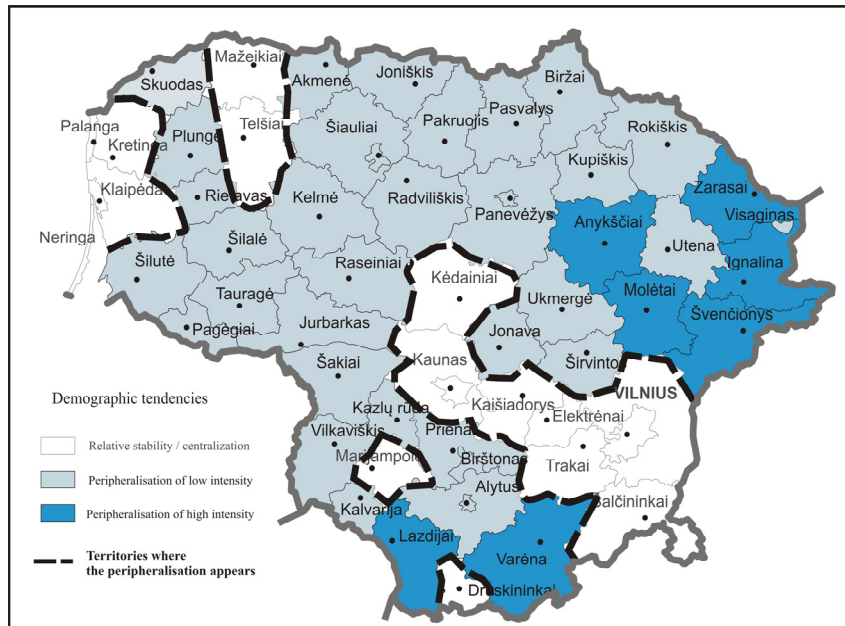 Mažeikiai
Skuodas
Akmenė
Joniškis
Biržai
Telšiai
Šiauliai
Pakruojis
Pasvalys
Rokiškis
Palanga
Kretinga
Plungė
Kupiškis
Zarasai
Klaipėda
Rietavas
Kelmė
Radviliškis
Panevėžys
Anykščiai
Visaginas
Neringa
Šilalė
Utena
Ignalina
Šilutė
Raseiniai
Kėdainiai
Tauragė
Ukmergė
Molėtai
Švenčionys
Pagėgiai
Jurbarkas
Jonava
Šakiai
Kaunas
Širvintos
Demographic tendencies
Kazlų rūda
Kaišiadorys
VILNIUS
Elektrėnai
Relative stability / centralization
Vilkaviškis
Prienai
Marijampolė
Birštonas
Trakai
Peripheralisation of low intensity
Kalvarija
Alytus
Šalčininkai
Peripheralisation of high intensity
Lazdijai
Varėna
Territories where
the peripheralisation appears
Druskininkai